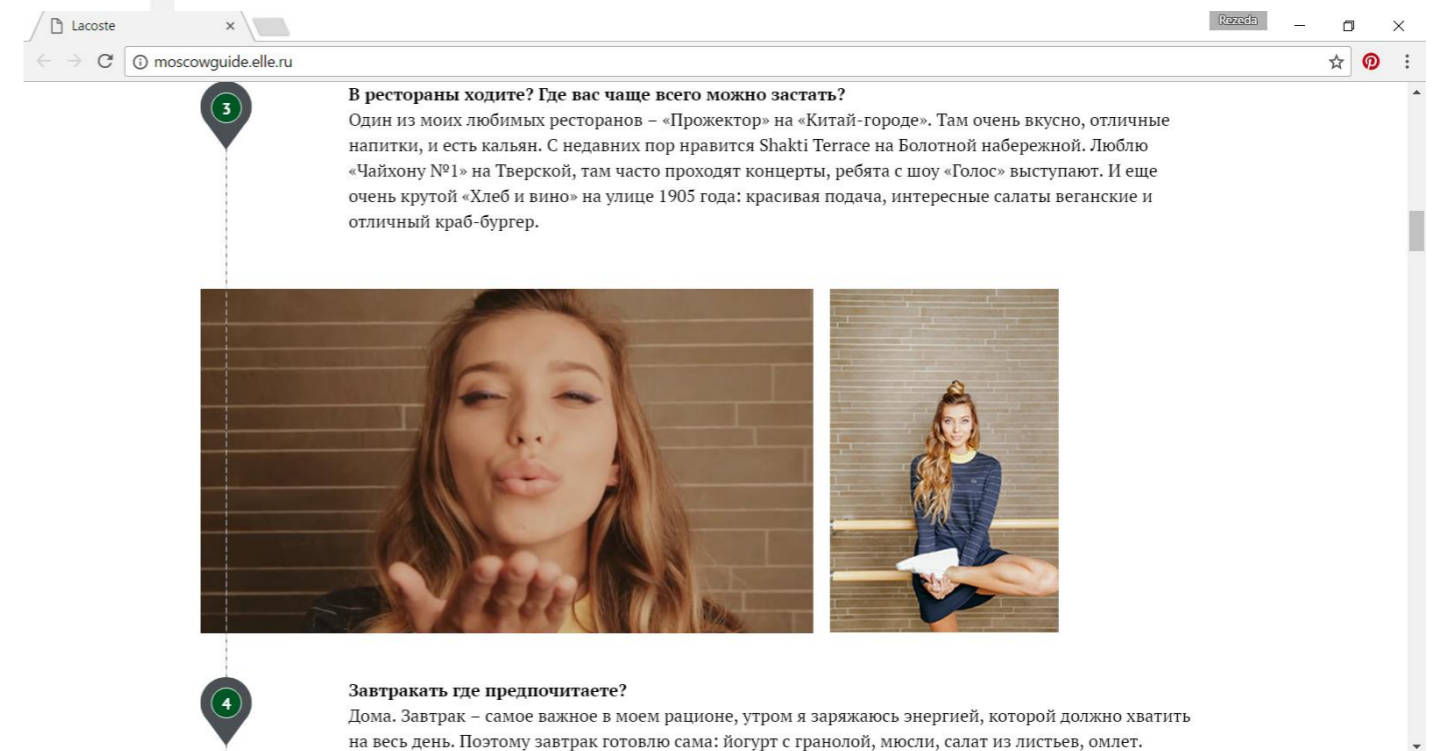 Lacoste
Rezeda
moscowguide.elle.ru
3
В рестораны ходите? Где вас чаще всего можно застать?
Один из моих любимых ресторанов – «Прожектор» на «Китай-городе». Там очень вкусно, отличные
напитки, и есть кальян. С недавних пор нравится Shakti Terrace на Болотной набережной. Люблю
«Чайхону №1» на Тверской, там часто проходят концерты, ребята с шоу «Голос» выступают. И еще
очень крутой «Хлеб и вино» на улице 1905 года: красивая подача, интересные салаты веганские и
отличный краб-бургер.
4
Завтракать где предпочитаете?
Дома. Завтрак – самое важное в моем рационе, утром я заряжаюсь энергией, которой должно хватить
на весь день. Поэтому завтрак готовлю сама: йогурт с гранолой, мюсли, салат из листьев, омлет.